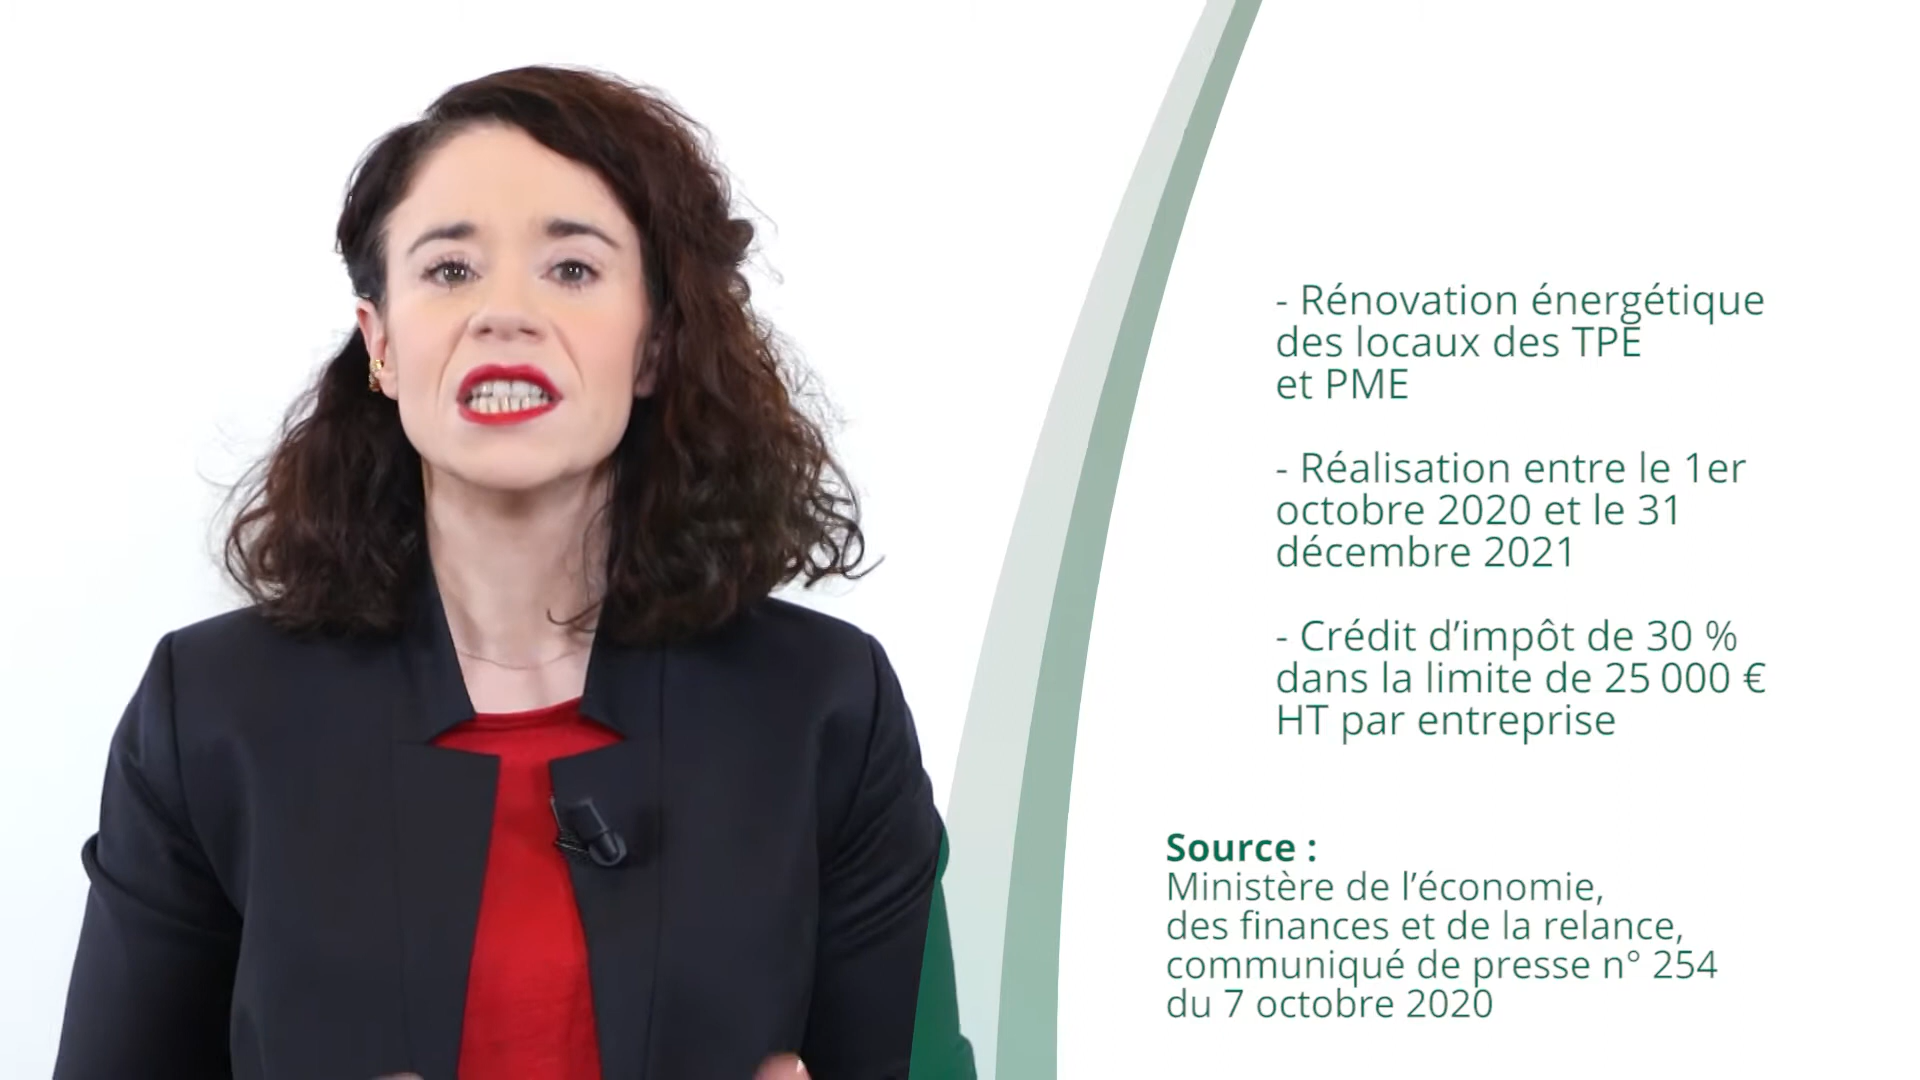 - Rénovation énergétique
des locaux des TPE
et PME
- Réalisation entre le 1er
octobre 2020 et le 31
décembre 2021
- Crédit d’impôt de 30 %
dans la limite de 25 000 €
HT par entreprise
Source :
Ministère de l’économie,
des finances et de la relance,
communiqué de presse n° 254
du 7 octobre 2020